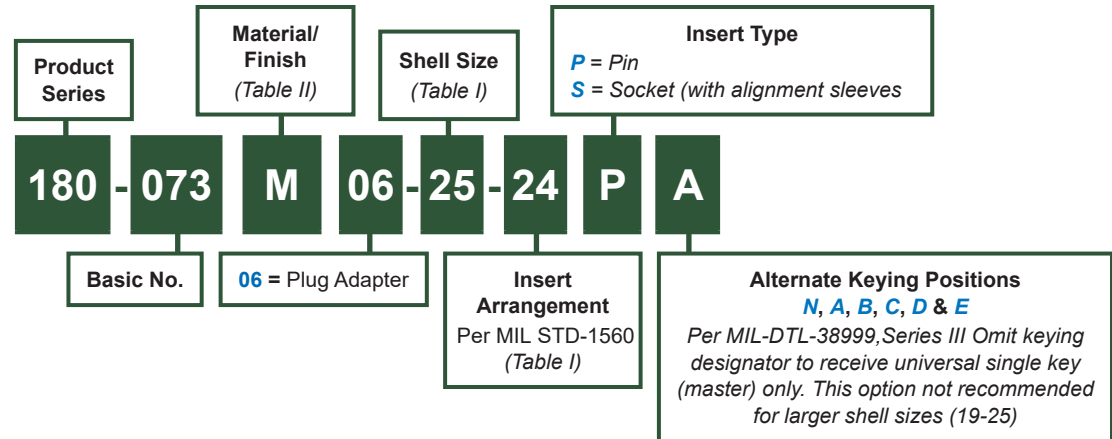 Product
Series
Material/
Finish
(Table II)
Shell Size
(Table I)
Insert Type
P = Pin
S = Socket (with alignment sleeves
180 - 073 M 06 - 25 - 24 P A
Basic No.
06 = Plug Adapter
Insert
Arrangement
Per MIL STD-1560
(Table I)
Alternate Keying Positions
N, A, B, C, D & E
Per MIL-DTL-38999,Series III Omit keying
designator to receive universal single key
(master) only. This option not recommended
for larger shell sizes (19-25)